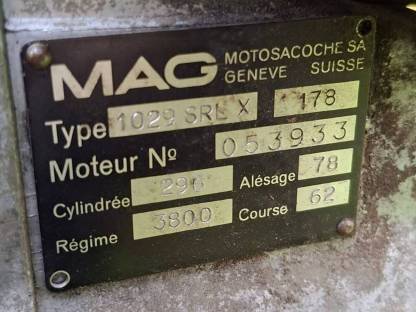 MAG MOTOSACOCHE SA
GENEVE SUISSE
Type 1029 SRL X 178
Moteur Nº 053933
Cylindrée 296 Alésage 78
Régime 3800 Course 62